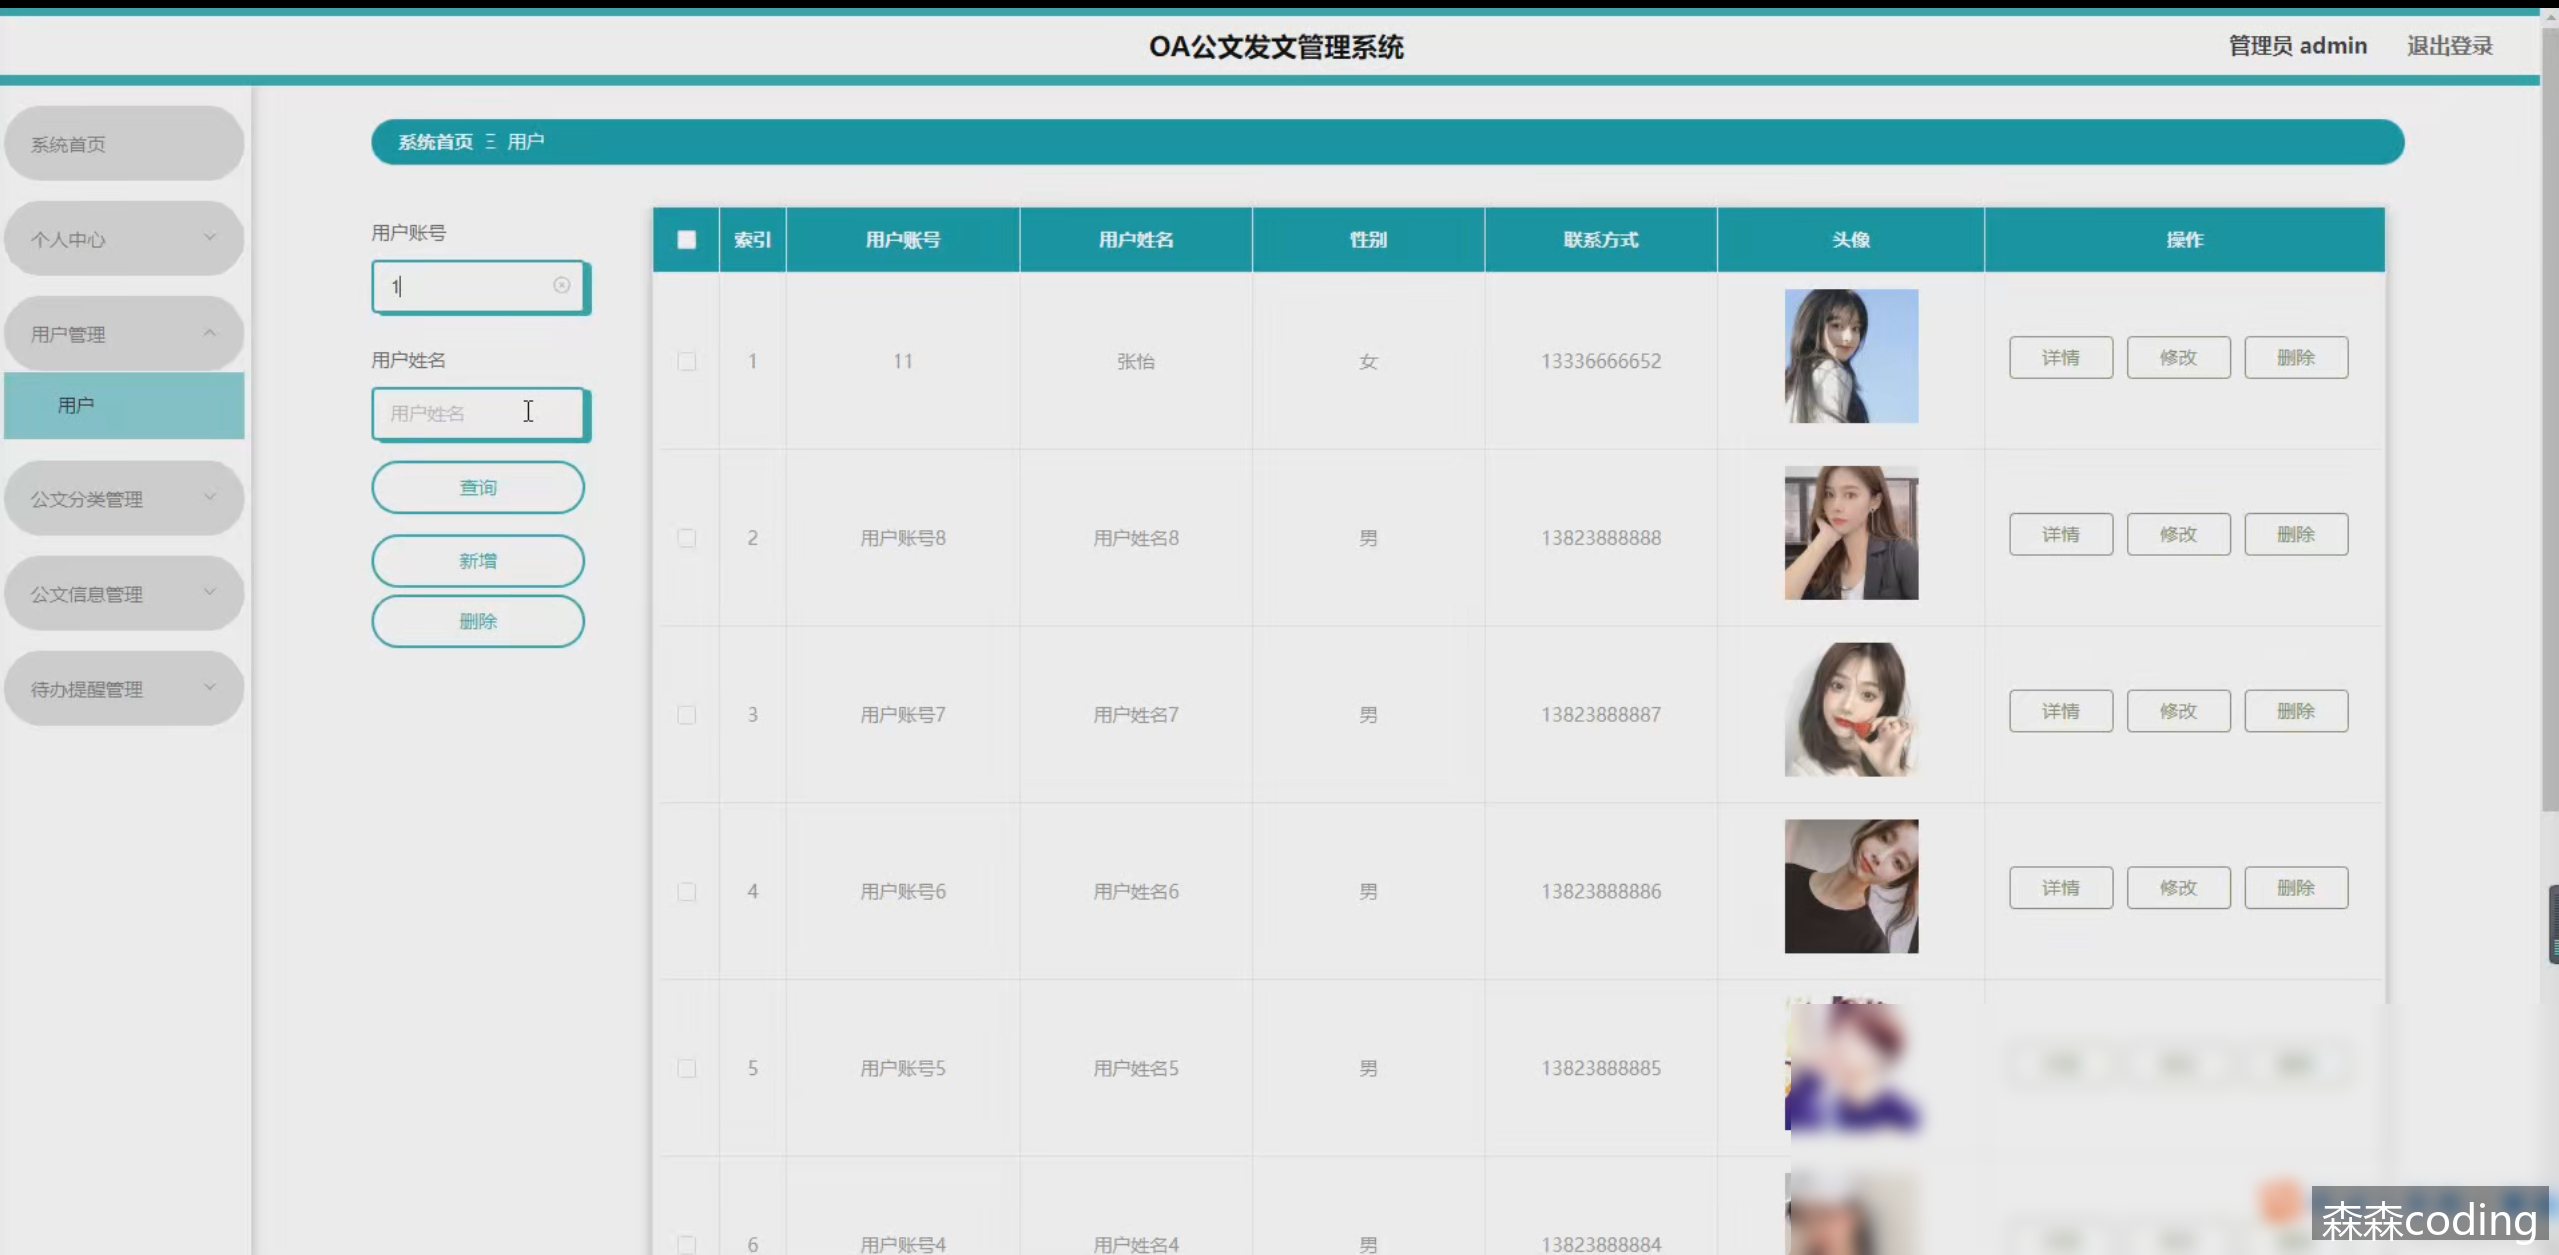 OA公文发文管理系统
管理员 admin
退出登录
系统首页
个人中心
用户管理
用户
公文分类管理
公文信息管理
待办提醒管理
系统首页 Ξ 用户
用户账号
1
用户姓名
用户姓名
查询
新增
删除
索引 用户账号 用户姓名 性别 联系方式 头像 操作
1 11 张怡 女 13336666652 详情 修改 删除
2 用户账号8 用户姓名8 男 13823888888 详情 修改 删除
3 用户账号7 用户姓名7 男 13823888887 详情 修改 删除
4 用户账号6 用户姓名6 男 13823888886 详情 修改 删除
5 用户账号5 用户姓名5 男 13823888885
6 用户账号4 用户姓名4 男 13823888884
森森coding